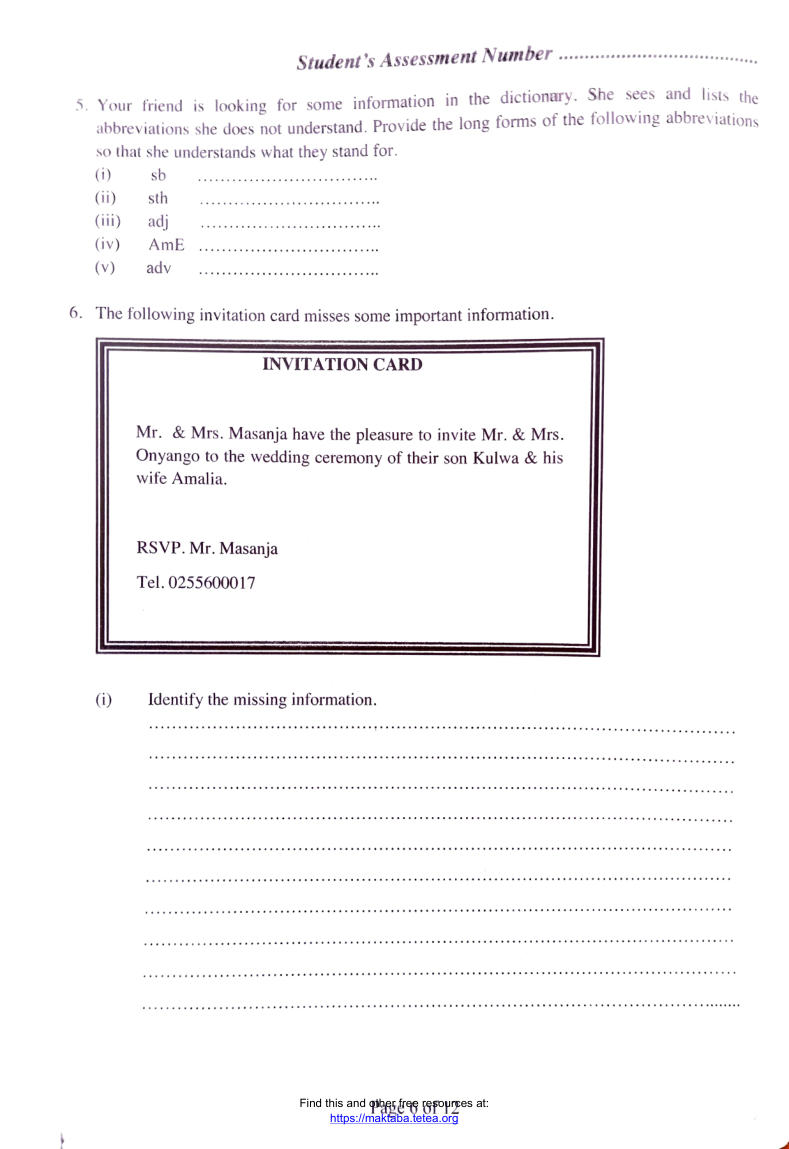 Student's Assessment Number ....................................
5. Your friend is looking for some information in the dictionary. She sees and lists the
abbreviations she does not understand. Provide the long forms of the following abbreviations
so that she understands what they stand for.
(i) sb ................................
(ii) sth ................................
(iii) adj ................................
(iv) AmE ................................
(v) adv ................................
6. The following invitation card misses some important information.
INVITATION CARD
Mr. & Mrs. Masanja have the pleasure to invite Mr. & Mrs.
Onyango to the wedding ceremony of their son Kulwa & his
wife Amalia.
RSVP. Mr. Masanja
Tel. 0255600017
(i) Identify the missing information.
Find this and other free resources at:
Page 6 of 12
https://maktaba.tetea.org